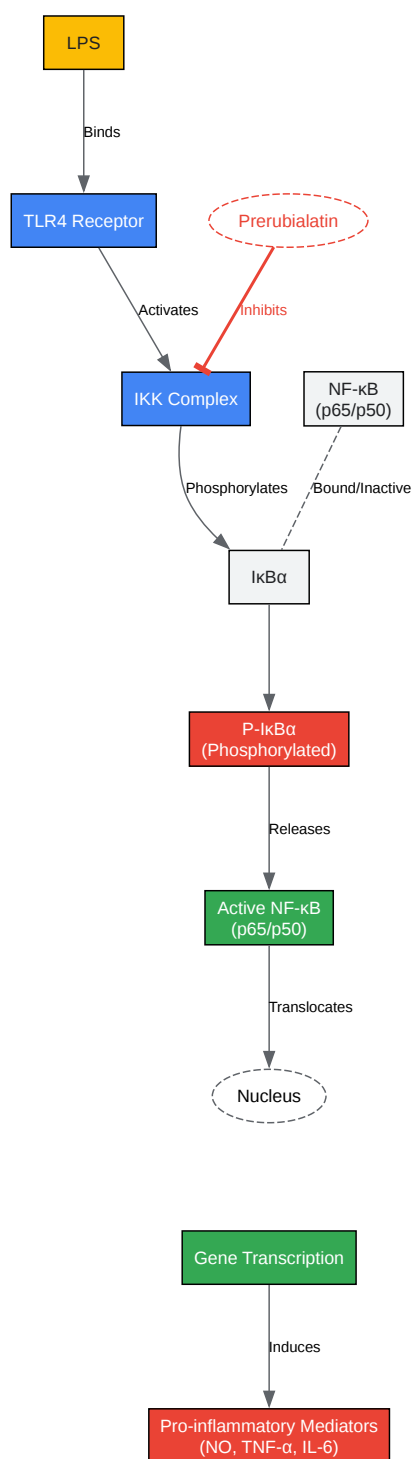 LPS
Binds
TLR4 Receptor
Prerubialatin
Activates
Inhibits
IKK Complex
NF-κB
(p65/p50)
Phosphorylates
Bound/Inactive
IκBα
P-IκBα
(Phosphorylated)
Releases
Active NF-κB
(p65/p50)
Translocates
Nucleus
Gene Transcription
Induces
Pro-inflammatory Mediators
(NO, TNF-α, IL-6)